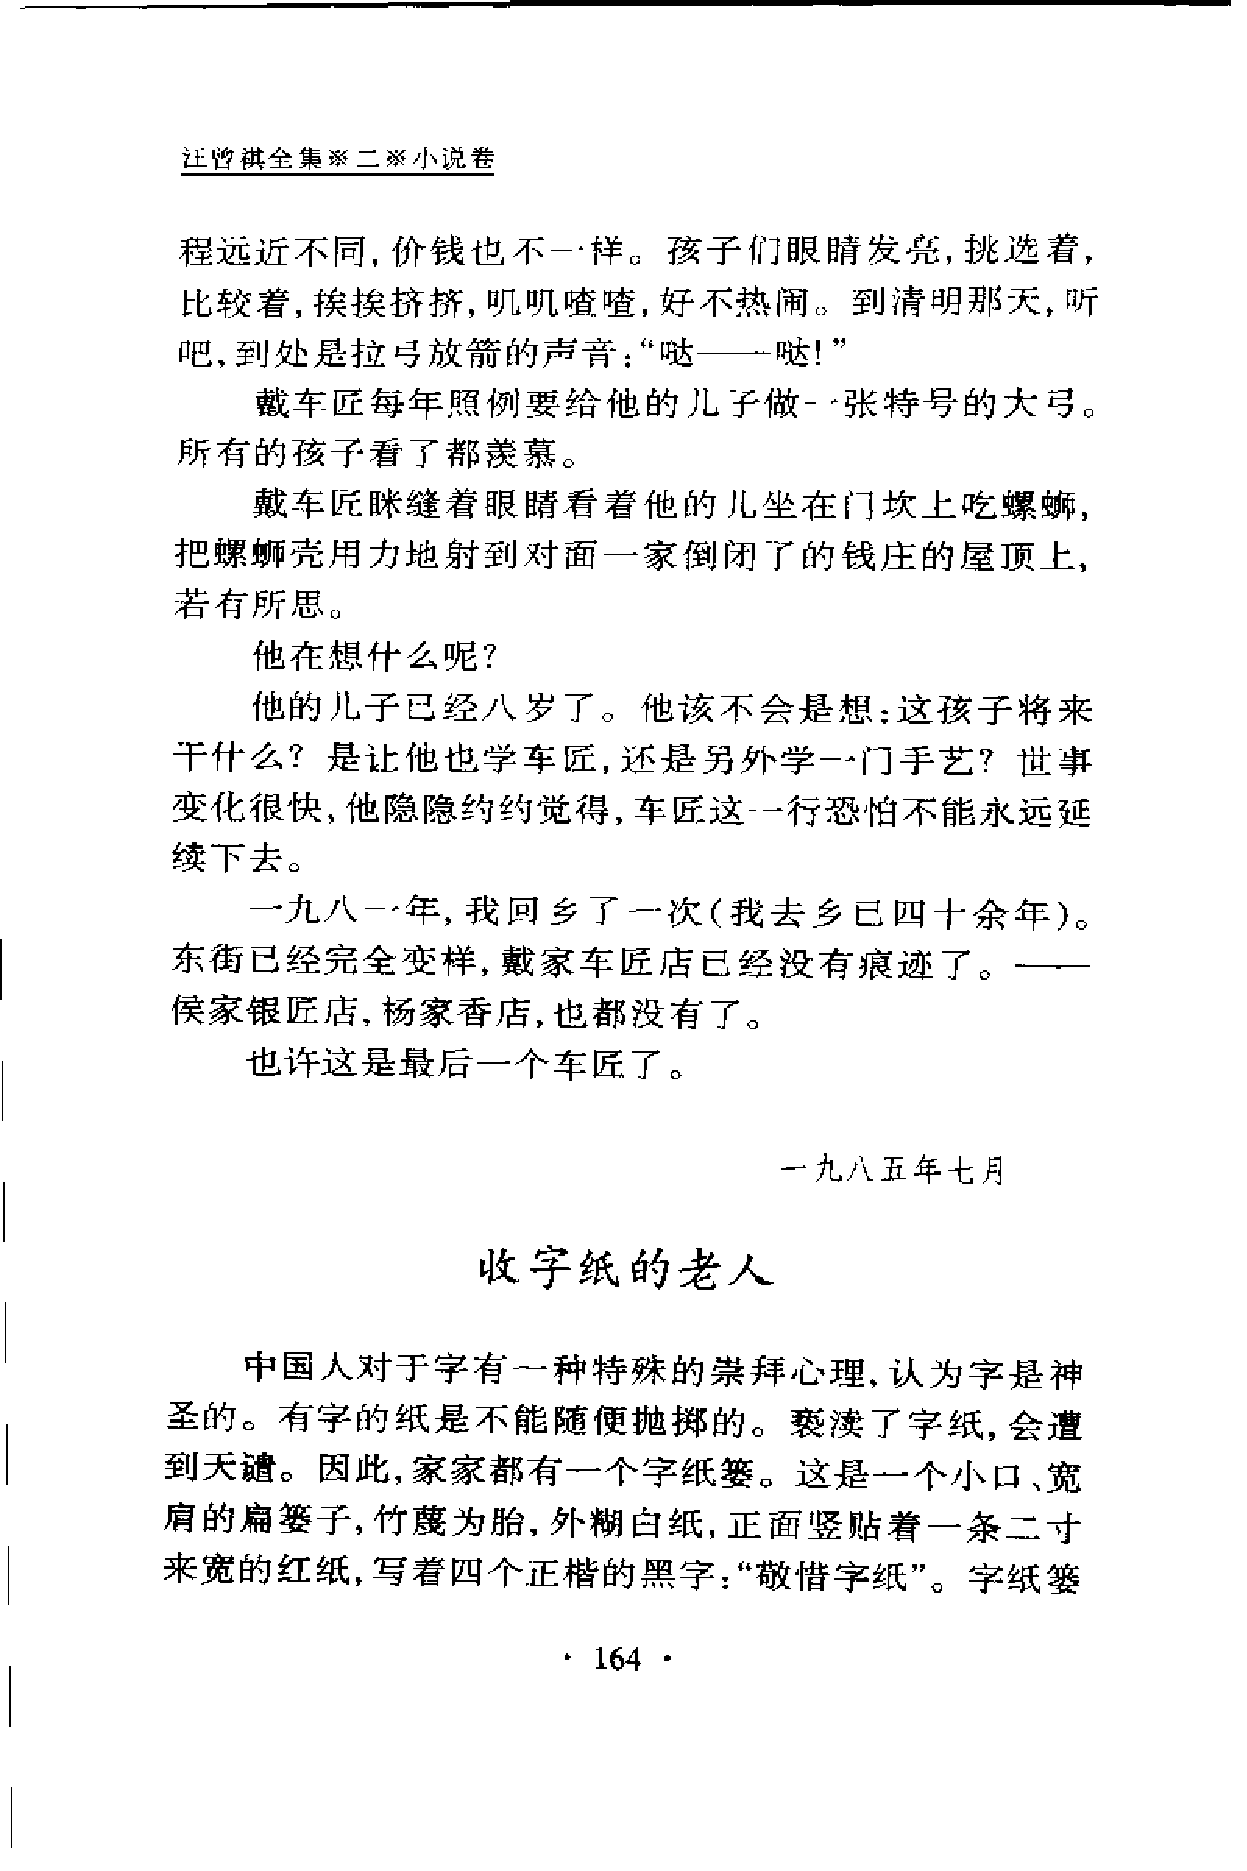 汪曾祺全集※二※小说卷
程远近不同,价钱也不一样。孩子们眼睛发亮,挑选着,
比较着,挨挨挤挤,叽叽喳喳,好不热闹。到清明那天,听
吧,到处是拉弓放箭的声音:“哒——哒!”
戴车匠每年照例要给他的儿子做一张特号的大弓。
所有的孩子看了都羡慕。
戴车匠眯缝着眼睛看着他的儿坐在门坎上吃螺蛳,
把螺蛳壳用力地射到对面一家倒闭了的钱庄的屋顶上,
若有所思。
他在想什么呢?
他的儿子已经八岁了。他该不会是想:这孩子将来
干什么?是让他也学车匠,还是另外学一门手艺?世事
变化很快,他隐隐约约觉得,车匠这一行恐怕不能永远延
续下去。
一九八一年,我回乡了一次(我去乡已四十余年)。
东街已经完全变样,戴家车匠店已经没有痕迹了。——
侯家银匠店,杨家香店,也都没有了。
也许这是最后一个车匠了。
一九八五年七月
收字纸的老人
中国人对于字有一种特殊的崇拜心理,认为字是神
圣的。有字的纸是不能随便抛掷的。亵渎了字纸,会遭
到天谴。因此,家家都有一个字纸篓。这是一个小口、宽
肩的扁篓子,竹篾为胎,外糊白纸,正面竖贴着一条二寸
来宽的红纸,写着四个正楷的黑字:“敬惜字纸”。字纸篓
· 164 ·